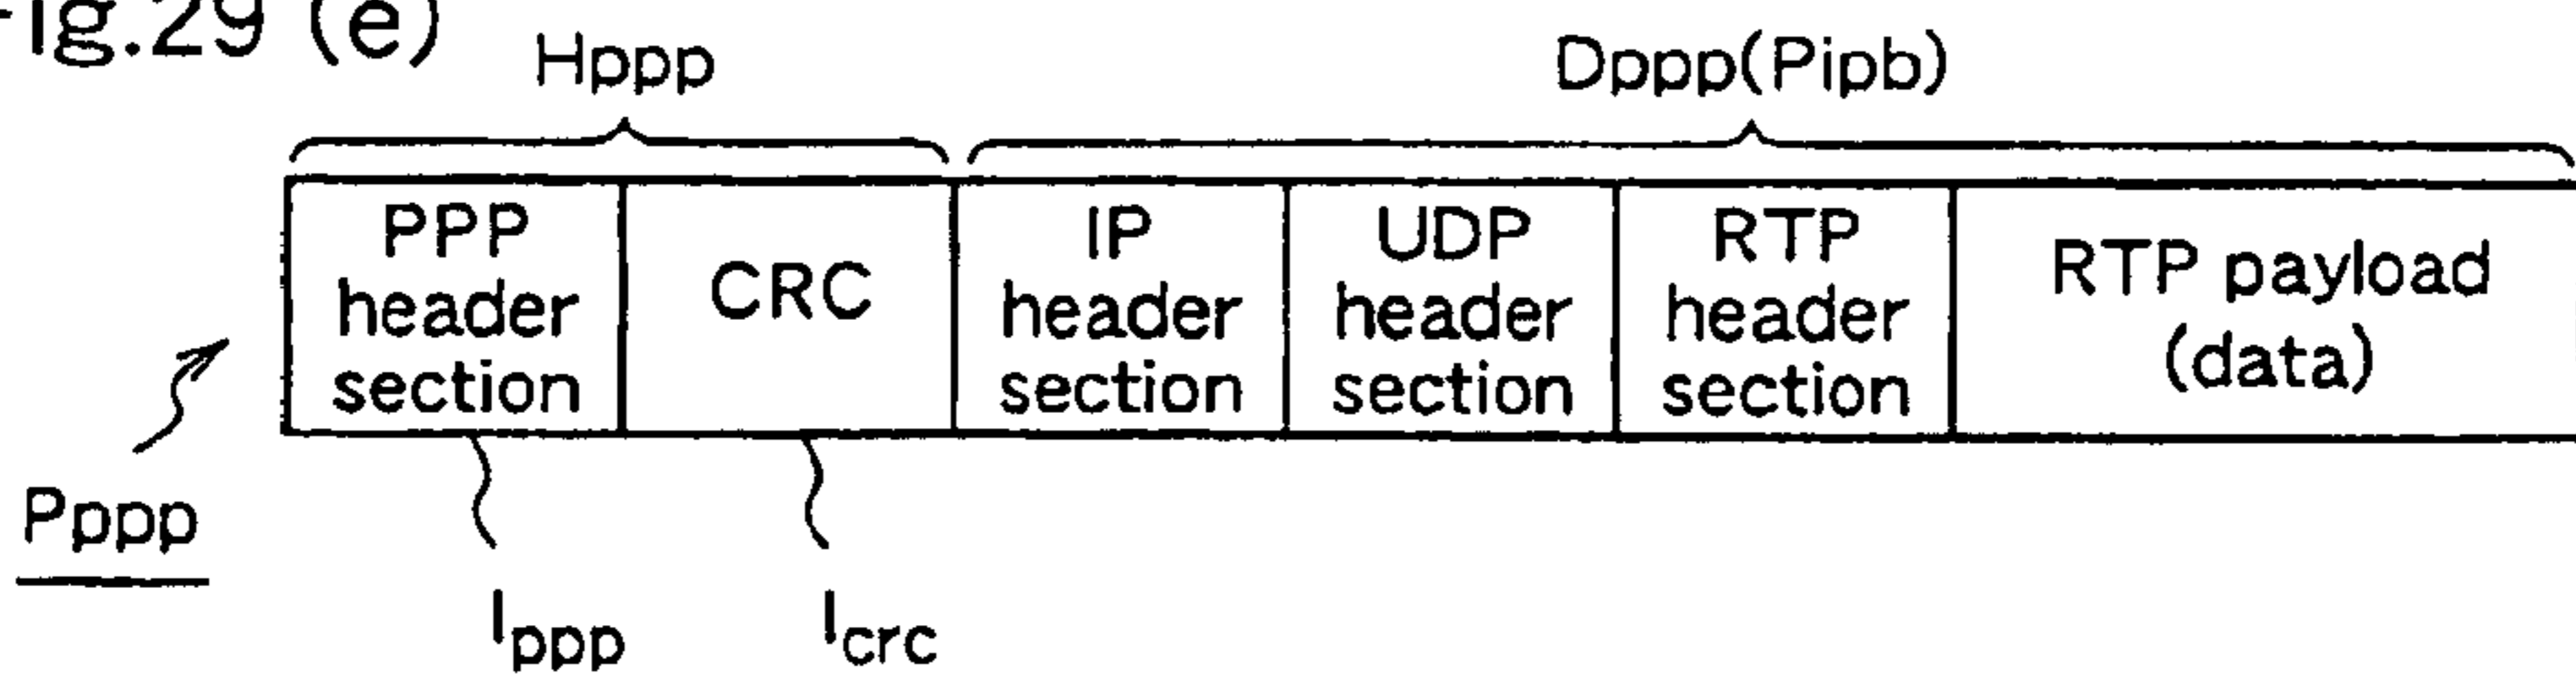 Fig.29 (e)
Hppp
Dppp(Pipb)
PPP
header
section
CRC
IP
header
section
UDP
header
section
RTP
header
section
RTP payload
(data)
Pppp
Ippp
Icrc